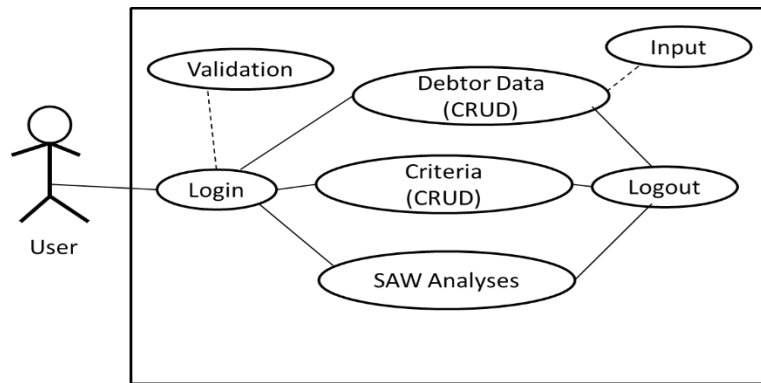 Input
Validation
Debtor Data
(CRUD)
Criteria
(CRUD)
Login
Logout
User
SAW Analyses